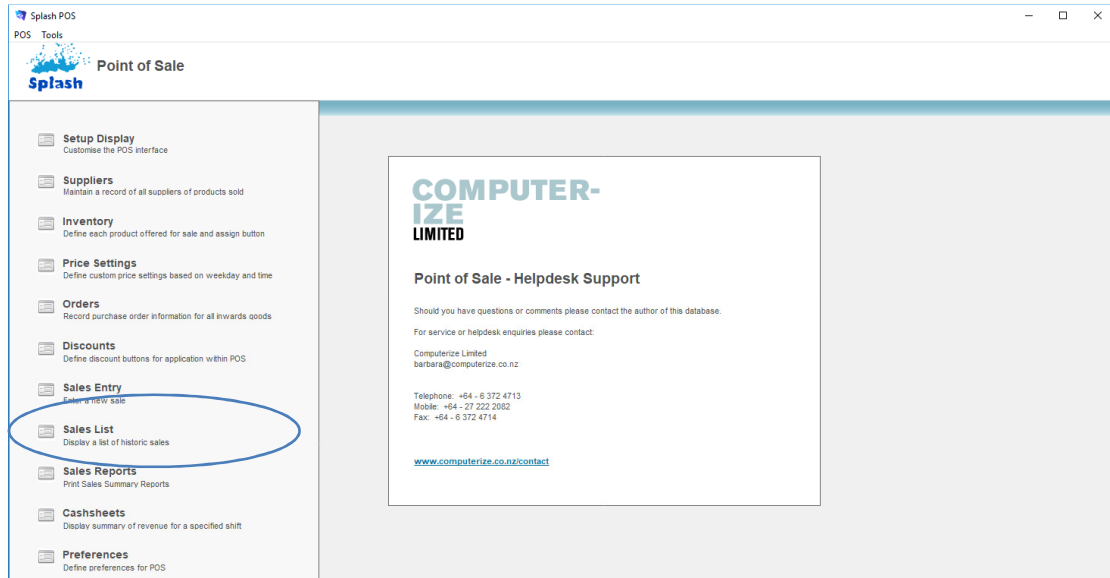 Splash POS
POS Tools
Splash
Point of Sale
Setup Display
Customise the POS interface
Suppliers
Maintain a record of all suppliers of products sold
Inventory
Define each product offered for sale and assign button
Price Settings
Define custom price settings based on weekday and time
Orders
Record purchase order information for all inwards goods
Discounts
Define discount buttons for application within POS
Sales Entry
Enter a new sale
Sales List
Display a list of historic sales
Sales Reports
Print Sales Summary Reports
Cashsheets
Display summary of revenue for a specified shift
Preferences
Define preferences for POS
COMPUTER-
IZE
LIMITED
Point of Sale - Helpdesk Support
Should you have questions or comments please contact the author of this database.
For service or helpdesk enquiries please contact:
Computerize Limited
barbara@computerize.co.nz
Telephone: +64 - 6 372 4713
Mobile: +64 - 27 222 2082
Fax: +64 - 6 372 4714
www.computerize.co.nz/contact